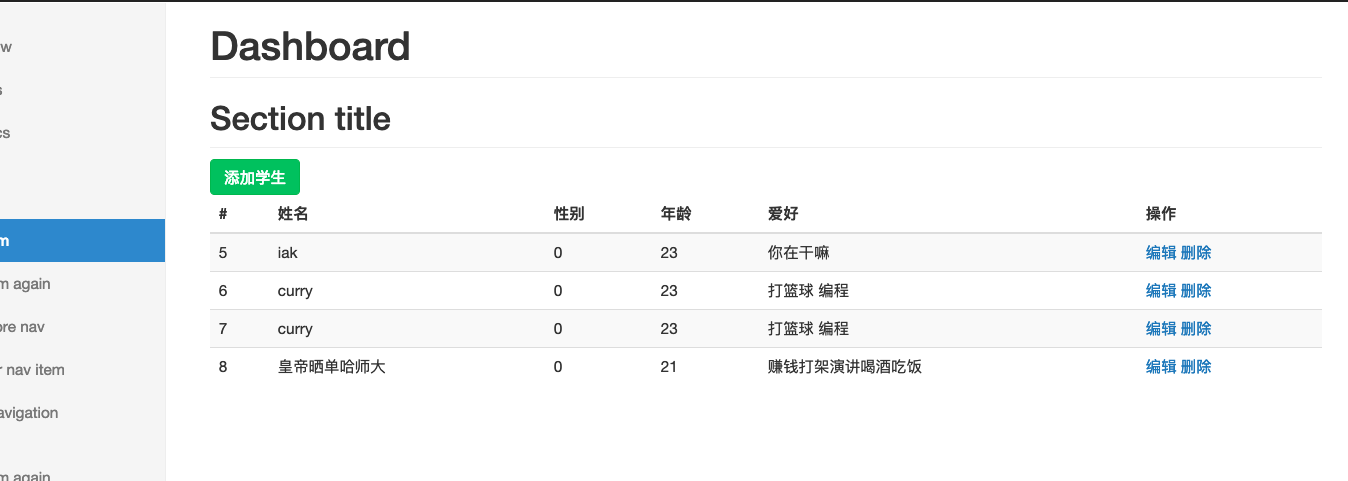 Dashboard
Section title
添加学生
# 姓名 性别 年龄 爱好 操作
5 iak 0 23 你在干嘛 编辑 删除
6 curry 0 23 打篮球 编程 编辑 删除
7 curry 0 23 打篮球 编程 编辑 删除
8 皇帝晒单哈师大 0 21 赚钱打架演讲喝酒吃饭 编辑 删除
w
s
cs
m
m again
ore nav
r nav item
avigation
m again